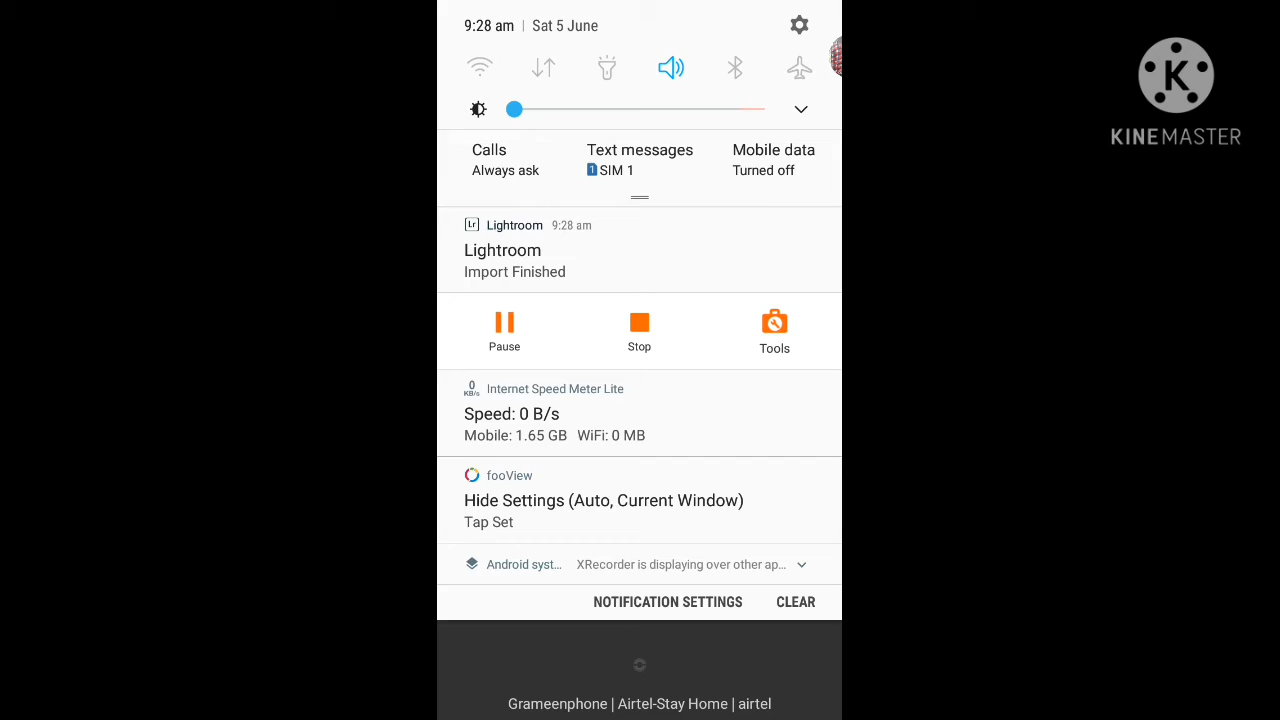 9:28 am | Sat 5 June
Calls
Always ask
Text messages
1 SIM 1
Mobile data
Turned off
Lr Lightroom 9:28 am
Lightroom
Import Finished
Pause
Stop
Tools
0 KB/s Internet Speed Meter Lite
Speed: 0 B/s
Mobile: 1.65 GB WiFi: 0 MB
fooView
Hide Settings (Auto, Current Window)
Tap Set
Android syst... XRecorder is displaying over other ap...
NOTIFICATION SETTINGS CLEAR
Grameenphone | Airtel-Stay Home | airtel
K
KINEMASTER